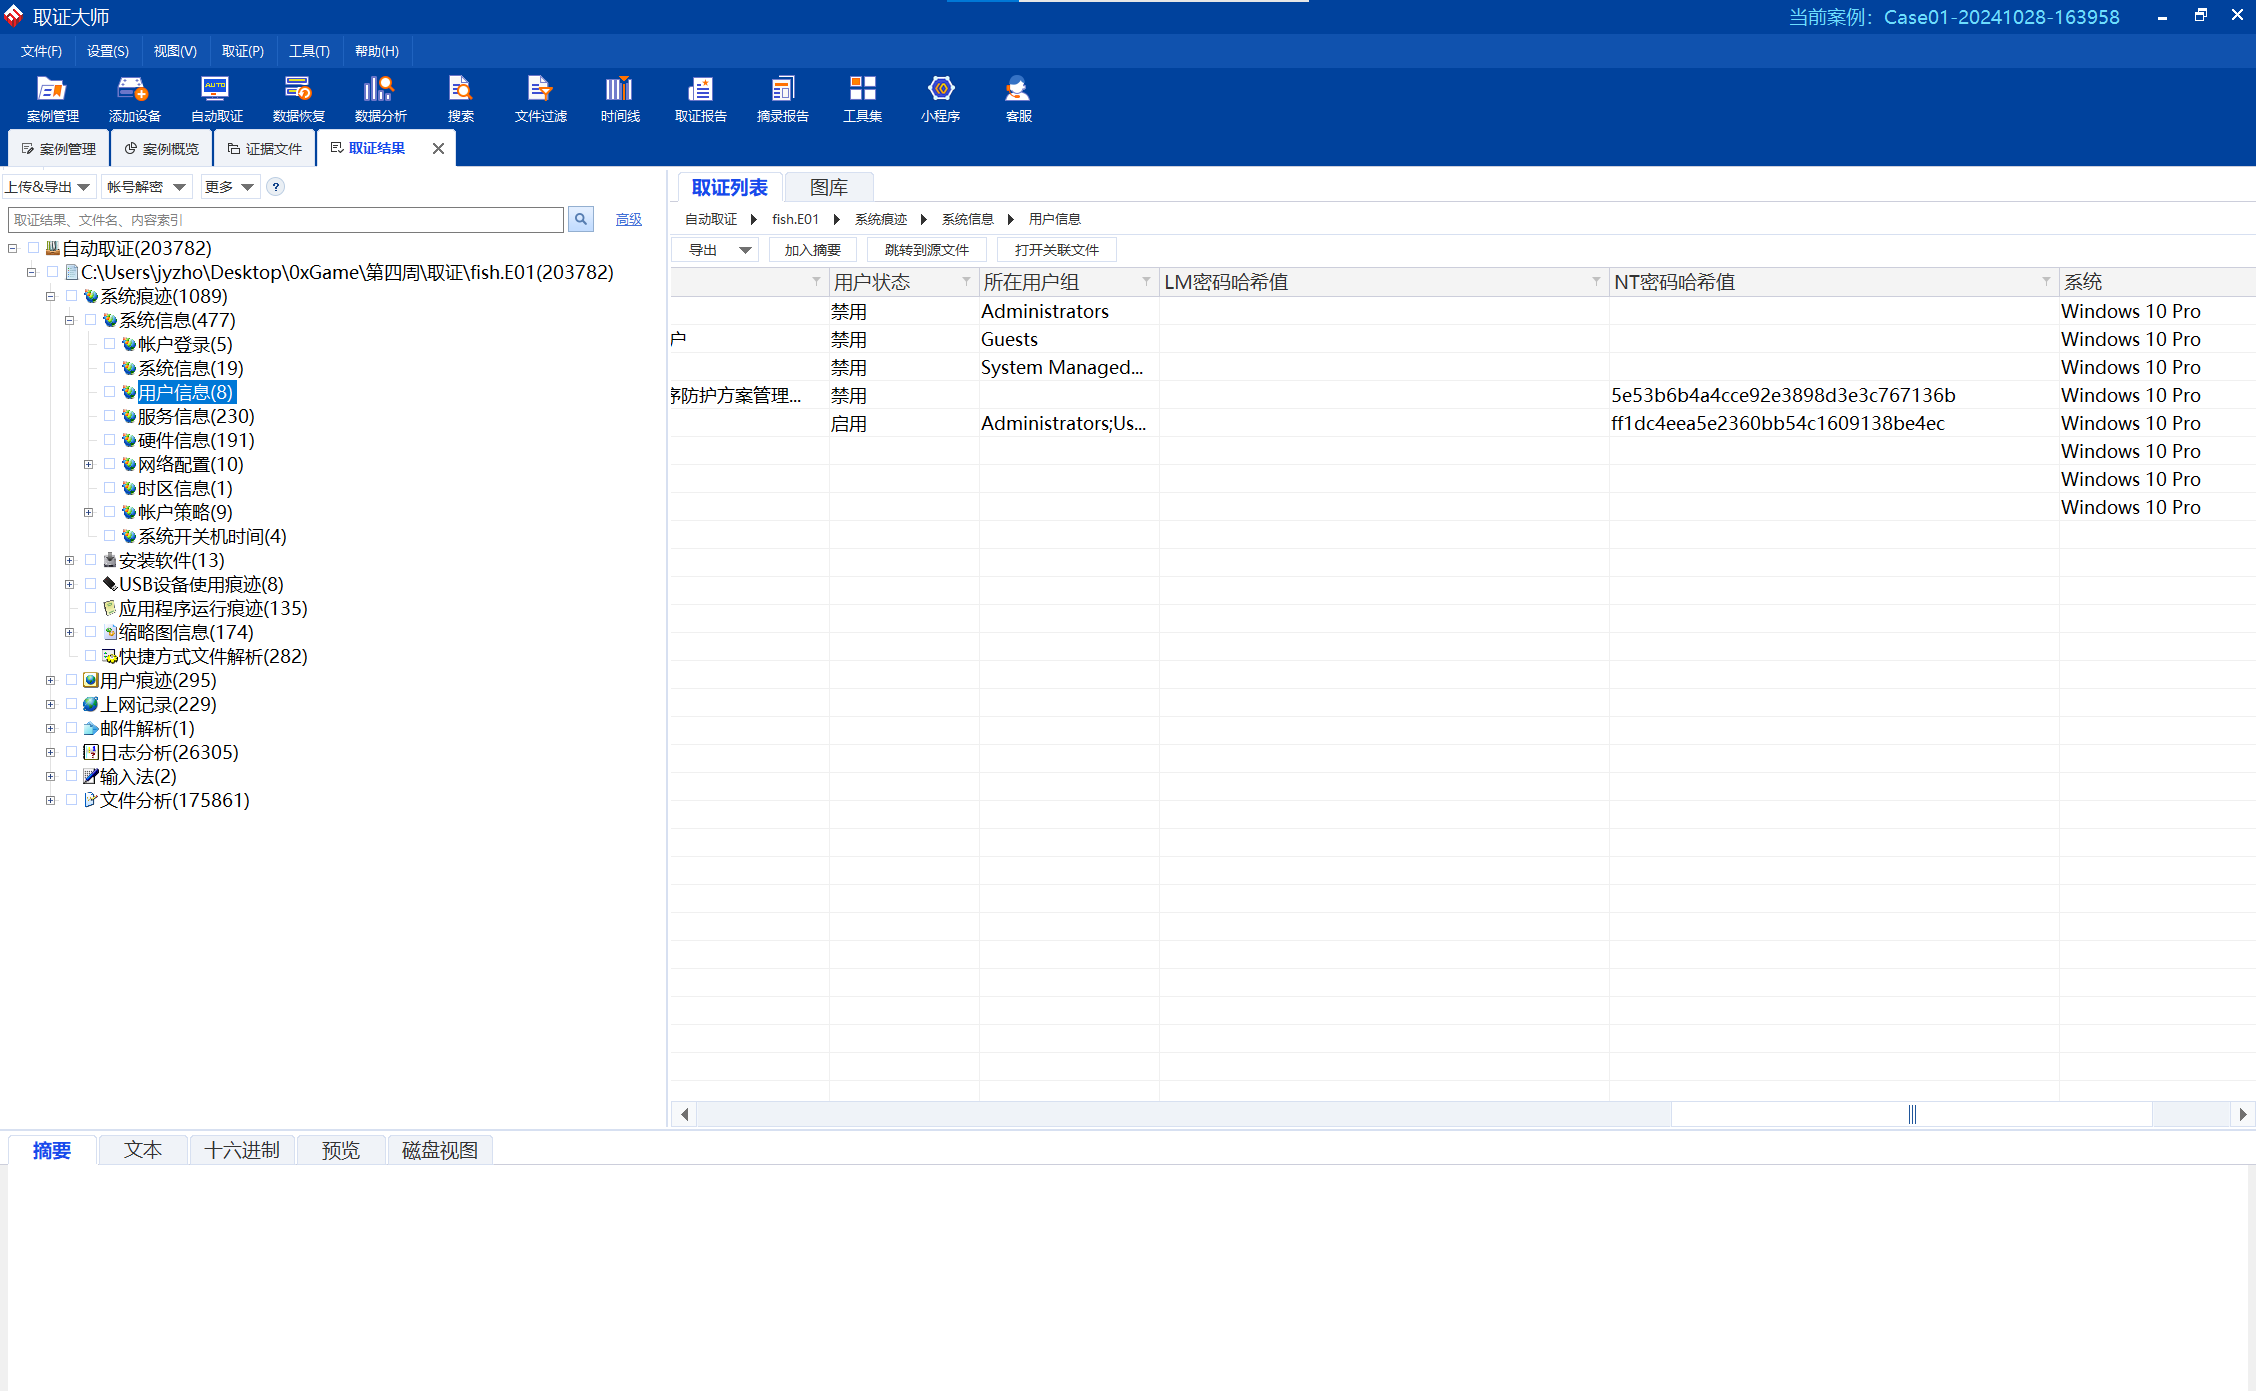 取证大师
当前案例：Case01-20241028-163958
文件(F) 设置(S) 视图(V) 取证(P) 工具(T) 帮助(H)
案例管理 添加设备 自动取证 数据恢复 数据分析 搜索 文件过滤 时间线 取证报告 摘录报告 工具集 小程序 客服
案例管理 案例概览 证据文件 取证结果
上传&导出 帐号解密 更多 ?
取证结果、文件名、内容索引 高级
自动取证(203782)
C:\Users\jyzho\Desktop\0xGame\第四周\取证\fish.E01(203782)
系统痕迹(1089)
系统信息(477)
帐户登录(5)
系统信息(19)
用户信息(8)
服务信息(230)
硬件信息(191)
网络配置(10)
时区信息(1)
帐户策略(9)
系统开关机时间(4)
安装软件(13)
USB设备使用痕迹(8)
应用程序运行痕迹(135)
缩略图信息(174)
快捷方式文件解析(282)
用户痕迹(295)
上网记录(229)
邮件解析(1)
日志分析(26305)
输入法(2)
文件分析(175861)
取证列表 图库
自动取证 fish.E01 系统痕迹 系统信息 用户信息
导出 加入摘要 跳转到源文件 打开关联文件
用户状态 所在用户组 LM密码哈希值 NT密码哈希值 系统
禁用 Administrators Windows 10 Pro
户 禁用 Guests Windows 10 Pro
禁用 System Managed... Windows 10 Pro
序防护方案管理... 禁用 5e53b6b4a4cce92e3898d3e3c767136b Windows 10 Pro
启用 Administrators;Us... ff1dc4eea5e2360bb54c1609138be4ec Windows 10 Pro
Windows 10 Pro
Windows 10 Pro
Windows 10 Pro
摘要 文本 十六进制 预览 磁盘视图